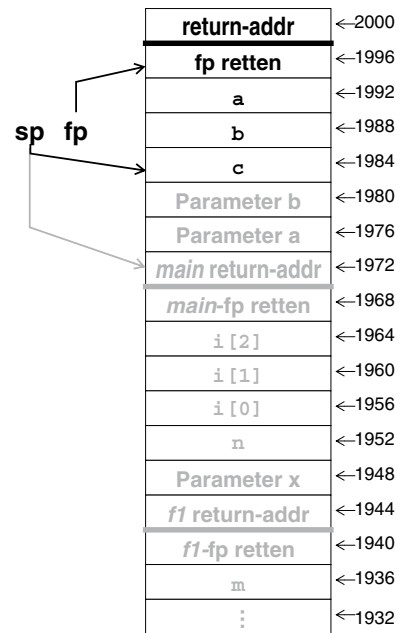 return-addr ←2000
fp retten ←1996
a ←1992
b ←1988
sp fp
c ←1984
Parameter b ←1980
Parameter a ←1976
main return-addr ←1972
main-fp retten ←1968
i[2] ←1964
i[1] ←1960
i[0] ←1956
n ←1952
Parameter x ←1948
f1 return-addr ←1944
f1-fp retten ←1940
m ←1936
⋮ ←1932